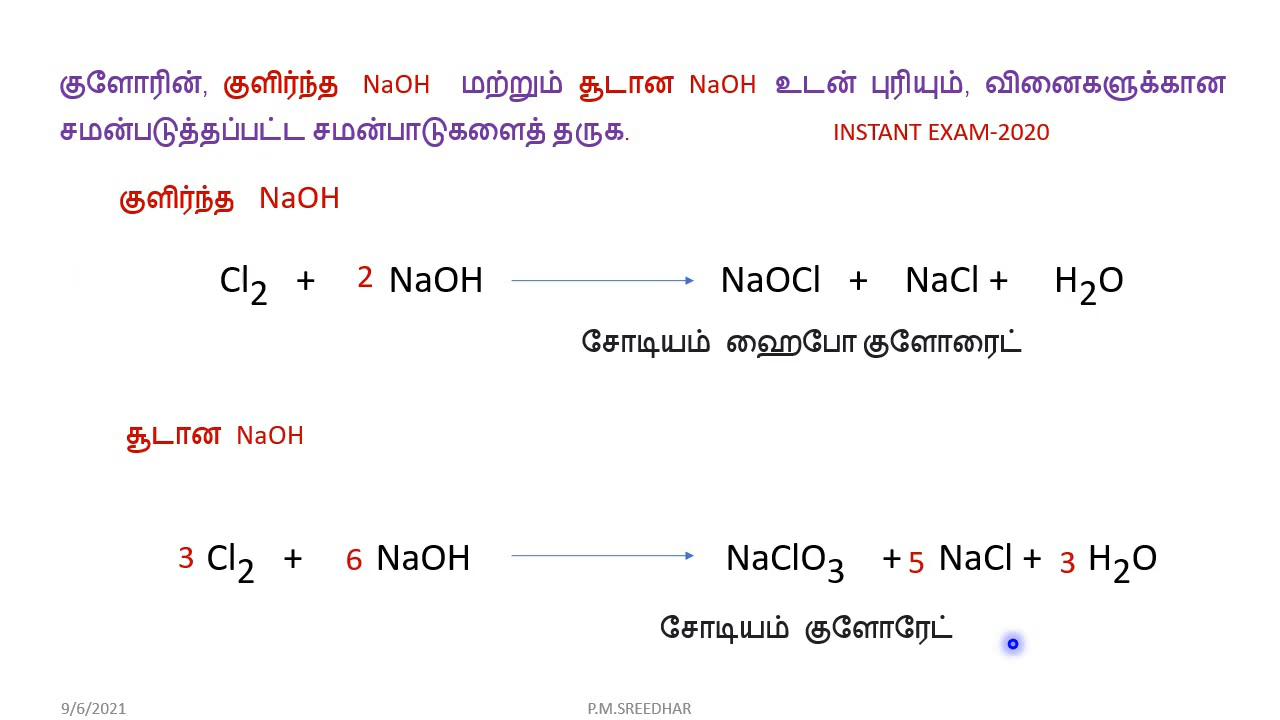 குளோரின், குளிர்ந்த NaOH மற்றும் சூடான NaOH உடன் புரியும், வினைகளுக்கான
சமன்படுத்தப்பட்ட சமன்பாடுகளைத் தருக. INSTANT EXAM-2020
குளிர்ந்த NaOH
Cl2 + 2 NaOH → NaOCl + NaCl + H2O
சோடியம் ஹைபோ குளோரைட்
சூடான NaOH
3 Cl2 + 6 NaOH → NaClO3 + 5 NaCl + 3 H2O
சோடியம் குளோரேட்
9/6/2021 P.M.SREEDHAR